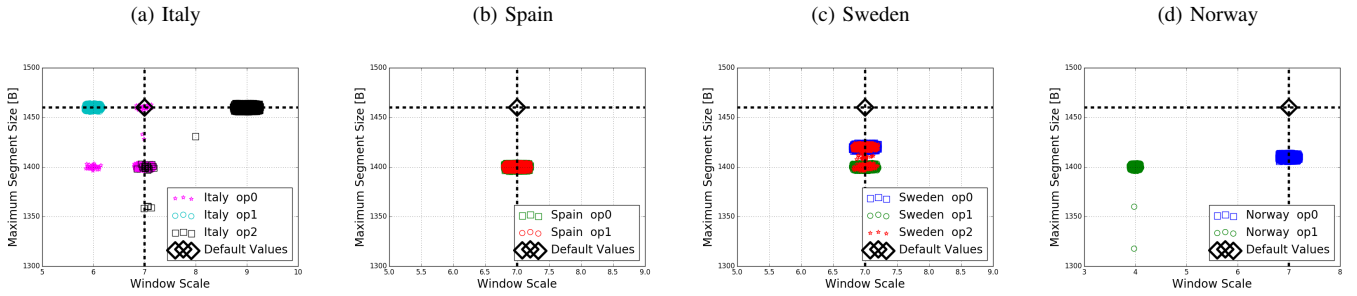 (a) Italy
(b) Spain
(c) Sweden
(d) Norway
Maximum Segment Size [B]
1500
1450
1400
1350
1300
5
6
7
8
9
10
Window Scale
Italy op0
Italy op1
Italy op2
Default Values
Maximum Segment Size [B]
1500
1450
1400
1350
1300
5.0
5.5
6.0
6.5
7.0
7.5
8.0
8.5
9.0
Window Scale
Spain op0
Spain op1
Default Values
Maximum Segment Size [B]
1500
1450
1400
1350
1300
5.0
5.5
6.0
6.5
7.0
7.5
8.0
8.5
9.0
Window Scale
Sweden op0
Sweden op1
Sweden op2
Default Values
Maximum Segment Size [B]
1500
1450
1400
1350
1300
3
4
5
6
7
8
Window Scale
Norway op0
Norway op1
Default Values